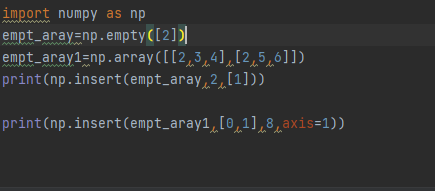 import numpy as np
empt_aray=np.empty([2])
empt_aray1=np.array([[2,3,4],[2,5,6]])
print(np.insert(empt_aray,2,[1]))
print(np.insert(empt_aray1,[0,1],8,axis=1))